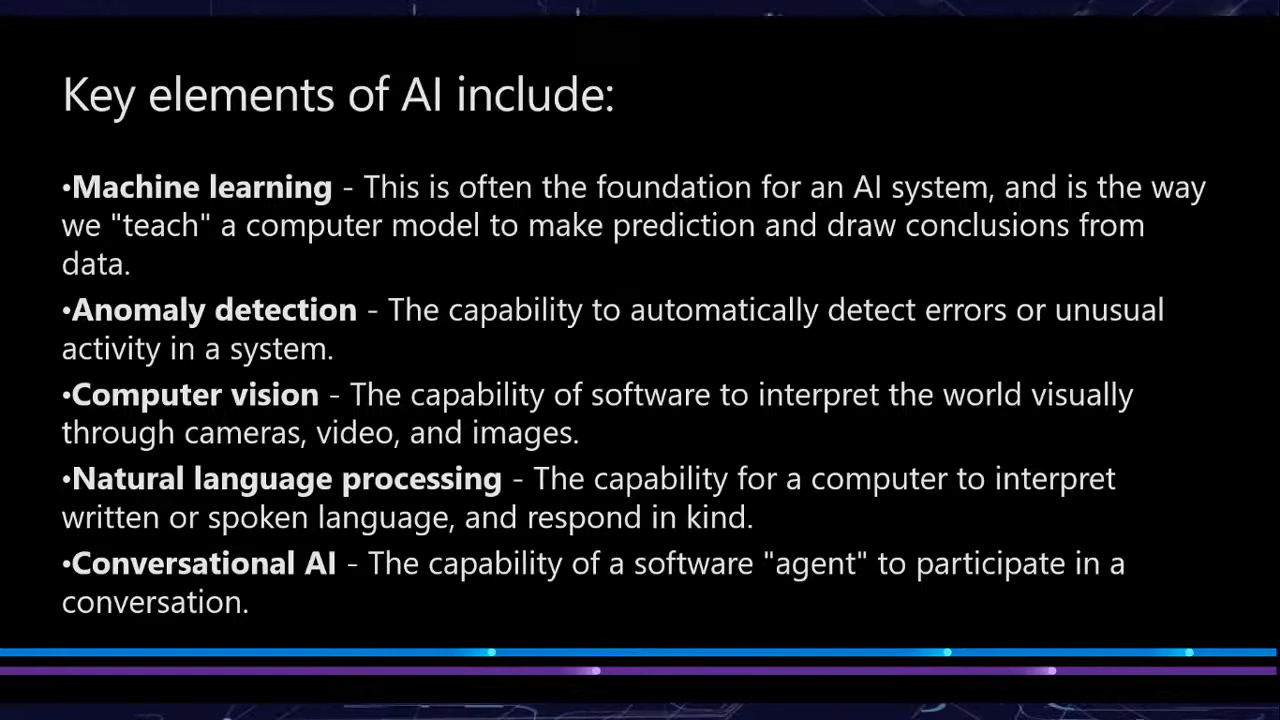 Key elements of AI include:
•Machine learning - This is often the foundation for an AI system, and is the way
we "teach" a computer model to make prediction and draw conclusions from
data.
•Anomaly detection - The capability to automatically detect errors or unusual
activity in a system.
•Computer vision - The capability of software to interpret the world visually
through cameras, video, and images.
•Natural language processing - The capability for a computer to interpret
written or spoken language, and respond in kind.
•Conversational AI - The capability of a software "agent" to participate in a
conversation.